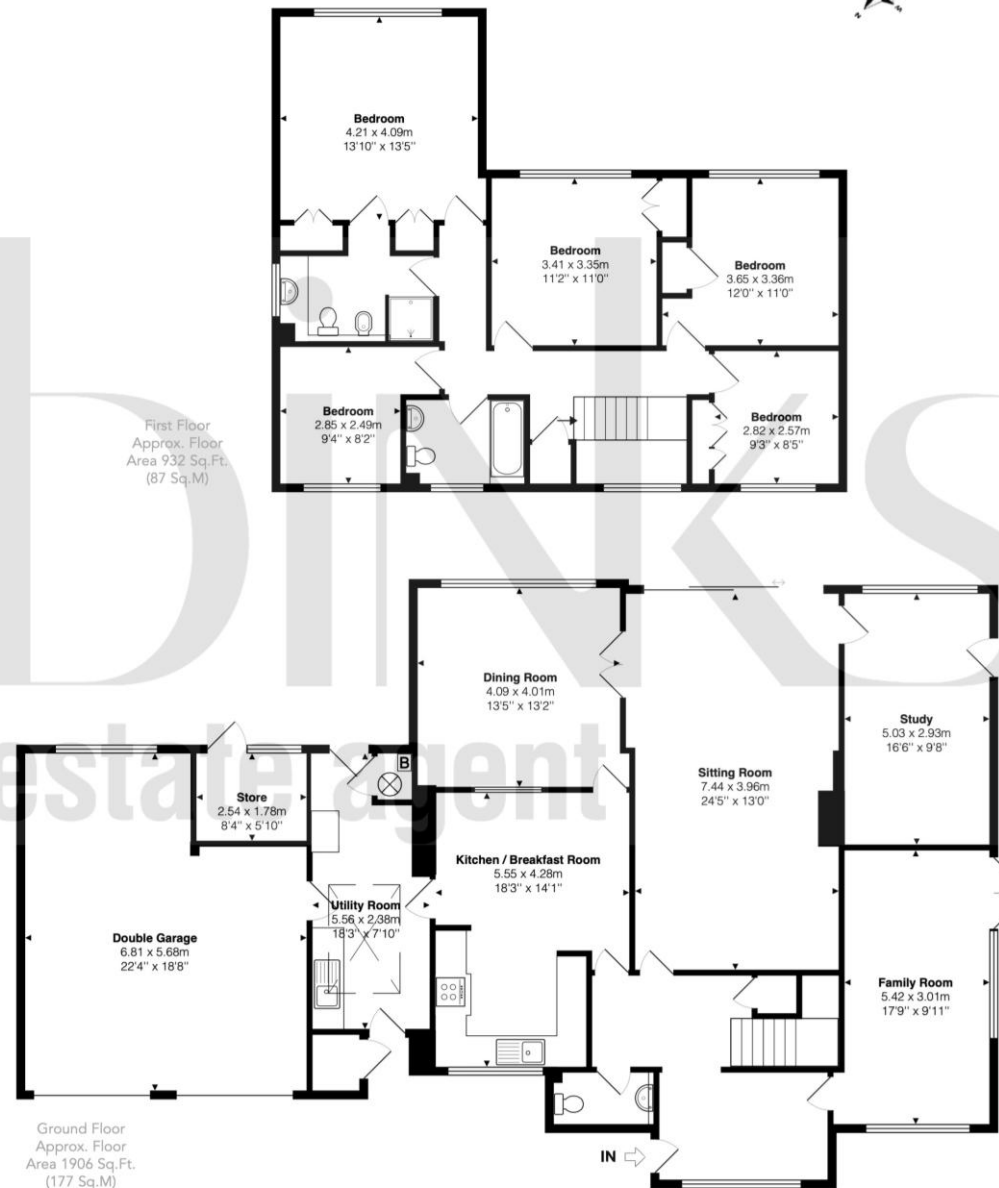 N
Bedroom
4.21 x 4.09m
13'10" x 13'5"
Bedroom
3.41 x 3.35m
11'2" x 11'0"
Bedroom
3.65 x 3.36m
12'0" x 11'0"
Bedroom
2.85 x 2.49m
9'4" x 8'2"
Bedroom
2.82 x 2.57m
9'3" x 8'5"
First Floor
Approx. Floor
Area 932 Sq.Ft.
(87 Sq.M)
Dining Room
4.09 x 4.01m
13'5" x 13'2"
Study
5.03 x 2.93m
16'6" x 9'8"
Sitting Room
7.44 x 3.96m
24'5" x 13'0"
B
Store
2.54 x 1.78m
8'4" x 5'10"
Kitchen / Breakfast Room
5.55 x 4.28m
18'3" x 14'1"
Utility Room
5.56 x 2.38m
18'3" x 7'10"
Double Garage
6.81 x 5.68m
22'4" x 18'8"
Family Room
5.42 x 3.01m
17'9" x 9'11"
IN
Ground Floor
Approx. Floor
Area 1906 Sq.Ft.
(177 Sq.M)
estate agent